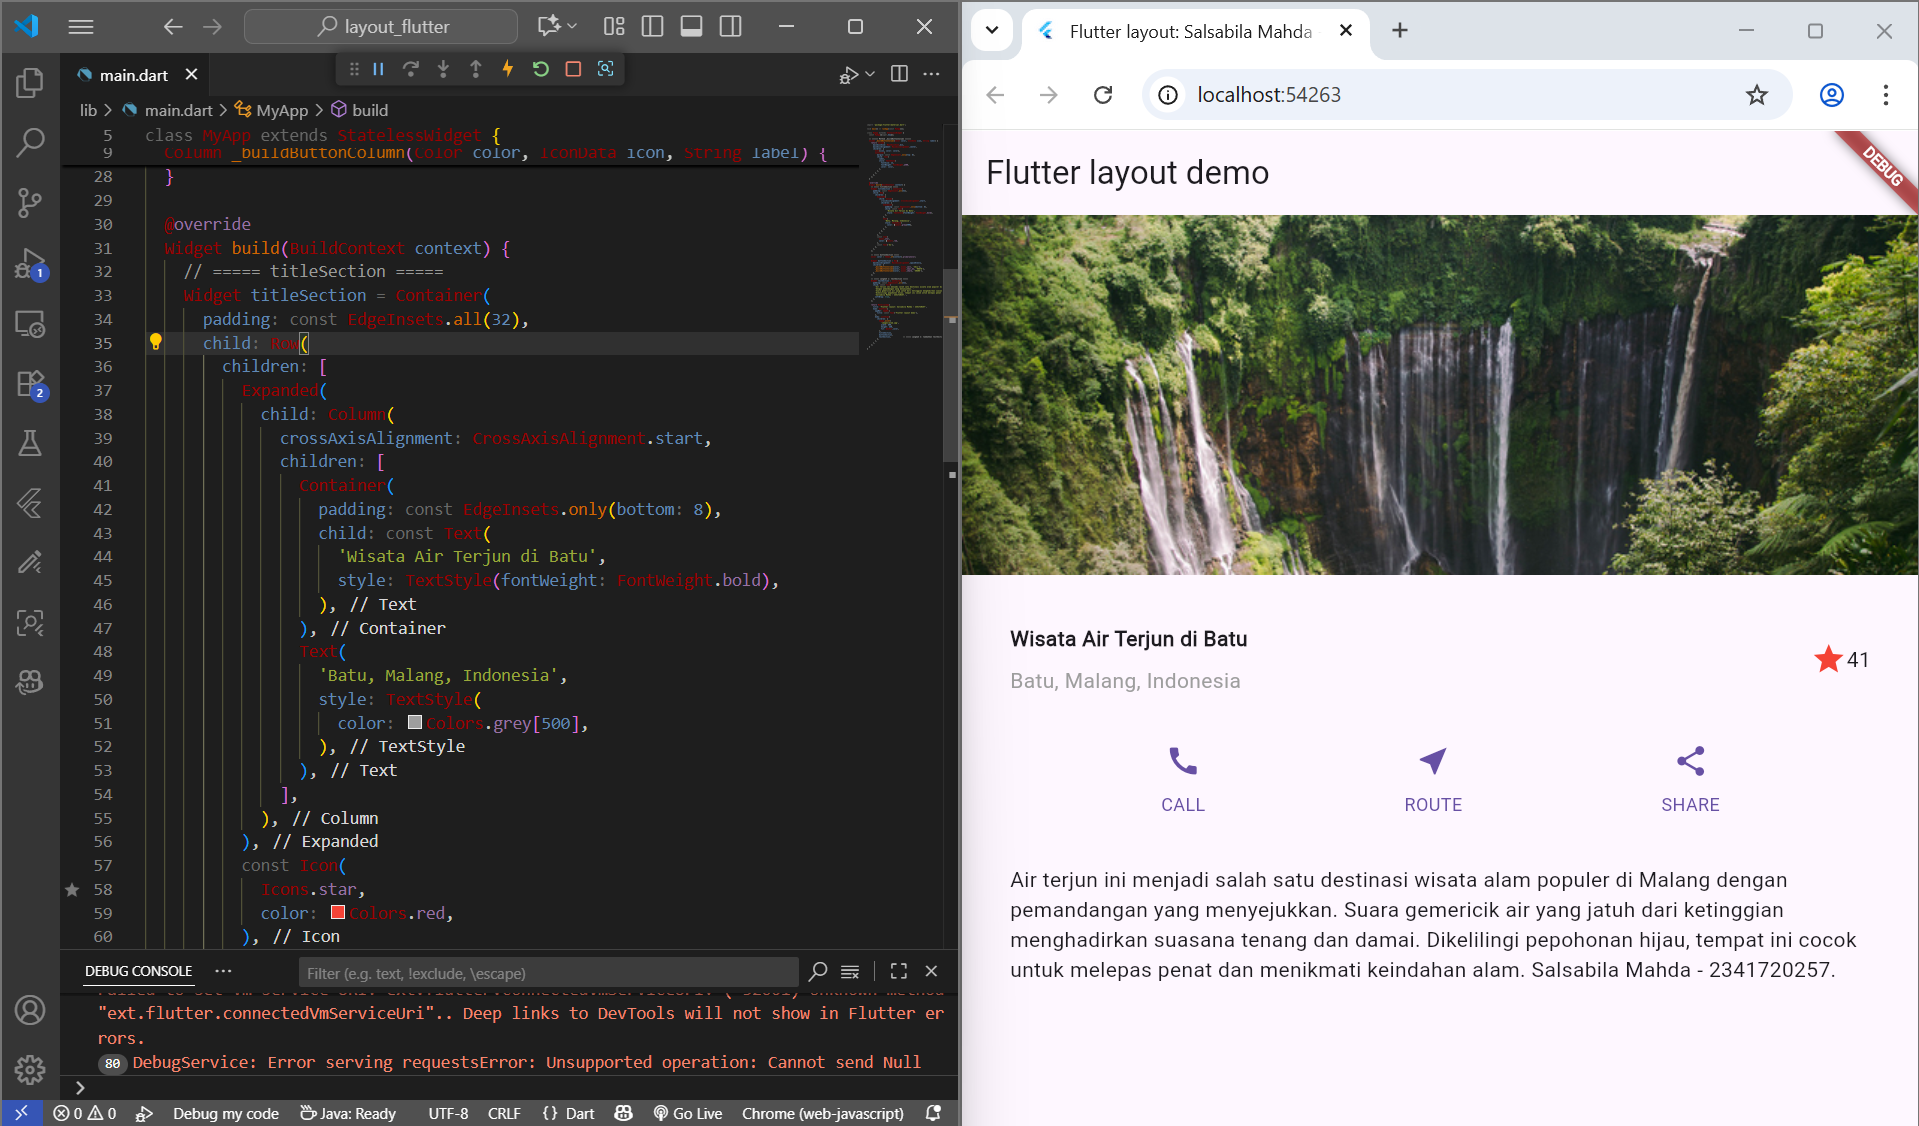 layout_flutter
main.dart
lib > main.dart > MyApp > build
5 class MyApp extends StatelessWidget {
9 Column _buildButtonColumn(Color color, IconData icon, String label) {
28 }
29
30 @override
31 Widget build(BuildContext context) {
32 // ===== titleSection =====
33 Widget titleSection = Container(
34 padding: const EdgeInsets.all(32),
35 child: Row(
36 children: [
37 Expanded(
38 child: Column(
39 crossAxisAlignment: CrossAxisAlignment.start,
40 children: [
41 Container(
42 padding: const EdgeInsets.only(bottom: 8),
43 child: const Text(
44 'Wisata Air Terjun di Batu',
45 style: TextStyle(fontWeight: FontWeight.bold),
46 ), // Text
47 ), // Container
48 Text(
49 'Batu, Malang, Indonesia',
50 style: TextStyle(
51 color: Colors.grey[500],
52 ), // TextStyle
53 ), // Text
54 ],
55 ), // Column
56 ), // Expanded
57 const Icon(
58 Icons.star,
59 color: Colors.red,
60 ), // Icon
1
2
DEBUG CONSOLE
Filter (e.g. text, !exclude, \escape)
"ext.flutter.connectedVmServiceUri".. Deep links to DevTools will not show in Flutter er
rors.
80 DebugService: Error serving requestsError: Unsupported operation: Cannot send Null
0 0 Debug my code Java: Ready UTF-8 CRLF {} Dart Go Live Chrome (web-javascript)
Flutter layout: Salsabila Mahda
localhost:54263
Flutter layout demo
DEBUG
Wisata Air Terjun di Batu
Batu, Malang, Indonesia
41
CALL ROUTE SHARE
Air terjun ini menjadi salah satu destinasi wisata alam populer di Malang dengan
pemandangan yang menyejukkan. Suara gemericik air yang jatuh dari ketinggian
menghadirkan suasana tenang dan damai. Dikelilingi pepohonan hijau, tempat ini cocok
untuk melepas penat dan menikmati keindahan alam. Salsabila Mahda - 2341720257.